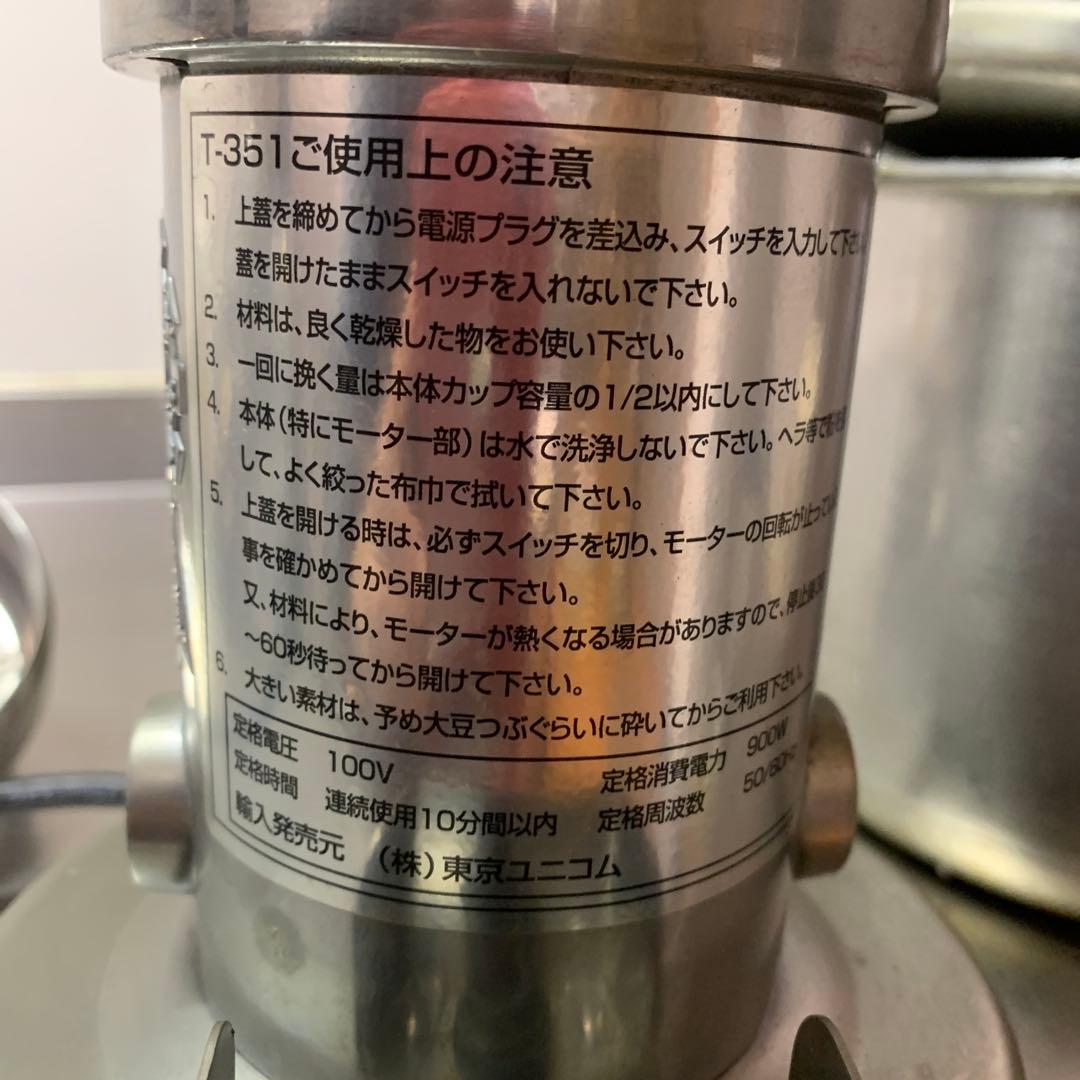 T-351ご使用上の注意
1. 上蓋を締めてから電源プラグを差込み、スイッチを入力して下さい
蓋を開けたままスイッチを入れないで下さい。
2. 材料は、良く乾燥した物をお使い下さい。
3. 一回に挽く量は本体カップ容量の1/2以内にして下さい。
4. 本体(特にモーター部)は水で洗浄しないで下さい。ヘラ等で
して、よく絞った布巾で拭いて下さい。
5. 上蓋を開ける時は、必ずスイッチを切り、モーターの回転が止ってい
事を確かめてから開けて下さい。
又、材料により、モーターが熱くなる場合がありますので、停止後
~60秒待ってから開けて下さい。
6. 大きい素材は、予め大豆つぶぐらいに砕いてからご利用下さい。
定格電圧 100V 定格消費電力 900W
定格時間 連続使用10分間以内 定格周波数 50/60Hz
輸入発売元 (株)東京ユニコム